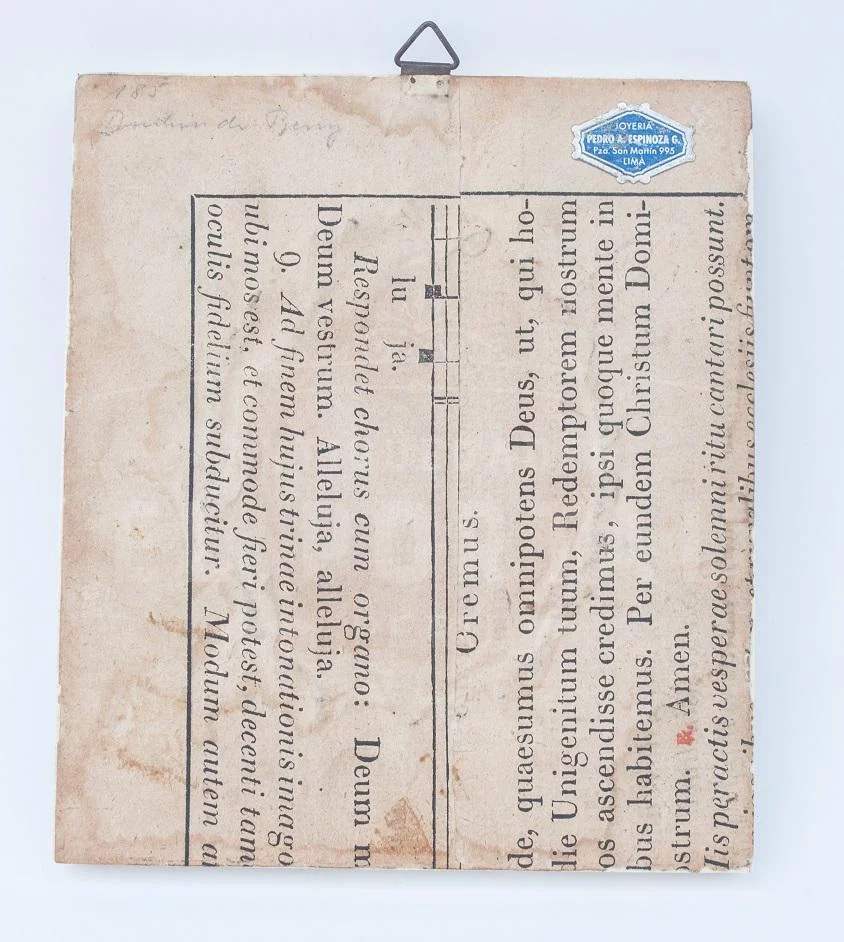 185
de Berry
JOYERIA
PEDRO A. ESPINOZA G.
Pza. San Martín 995
LIMA
lu ja.
Respondet chorus cum organo: Deum
Deum vestrum. Alleluja, alleluja.
9. Ad finem hujus trinae intonationis imago
ubi mos est, et commode fieri potest, decenti tam
oculis fidelium subducitur. Modum autem
Oremus.
de, quaesumus omnipotens Deus, ut, qui ho-
die Unigenitum tuum, Redemptorem nostrum
os ascendisse credimus, ipsi quoque mente in
bus habitemus. Per eundem Christum Domi-
ostrum. ℟. Amen.
His peractis vesperae solemni ritu cantari possunt.